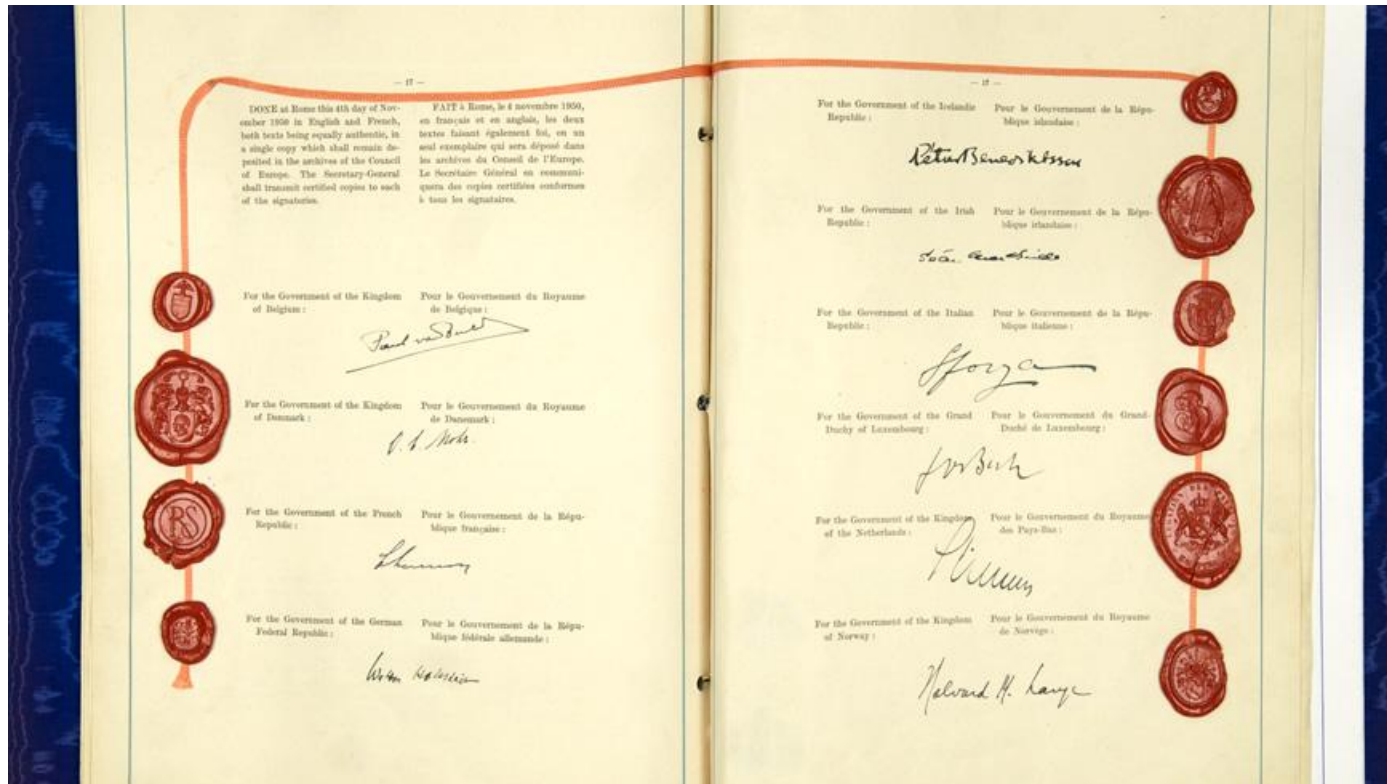 — 17 —
DONE at Rome this 4th day of Nov-
ember 1950 in English and French,
both texts being equally authentic, in
a single copy which shall remain de-
posited in the archives of the Council
of Europe. The Secretary-General
shall transmit certified copies to each
of the signatories.
FAIT à Rome, le 4 novembre 1950,
en français et en anglais, les deux
textes faisant également foi, en un
seul exemplaire qui sera déposé dans
les archives du Conseil de l'Europe.
Le Secrétaire Général en communi-
quera des copies certifiées conformes
à tous les signataires.
For the Government of the Kingdom
of Belgium :
Pour le Gouvernement du Royaume
de Belgique :
Paul van
For the Government of the Kingdom
of Denmark :
Pour le Gouvernement du Royaume
de Danemark :
For the Government of the French
Republic :
Pour le Gouvernement de la Répu-
blique française :
RS
For the Government of the German
Federal Republic :
Pour le Gouvernement de la Répu-
blique fédérale allemande :
— 17 —
For the Government of the Icelandic
Republic :
Pour le Gouvernement de la Répu-
blique islandaise :
For the Government of the Irish
Republic :
Pour le Gouvernement de la Répu-
blique irlandaise :
For the Government of the Italian
Republic :
Pour le Gouvernement de la Répu-
blique italienne :
Sforza
For the Government of the Grand
Duchy of Luxembourg :
Pour le Gouvernement du Grand-
Duché de Luxembourg :
For the Government of the Kingdom
of the Netherlands :
Pour le Gouvernement du Royaume
des Pays-Bas :
For the Government of the Kingdom
of Norway :
Pour le Gouvernement du Royaume
de Norvège :
Halvard M. Lange